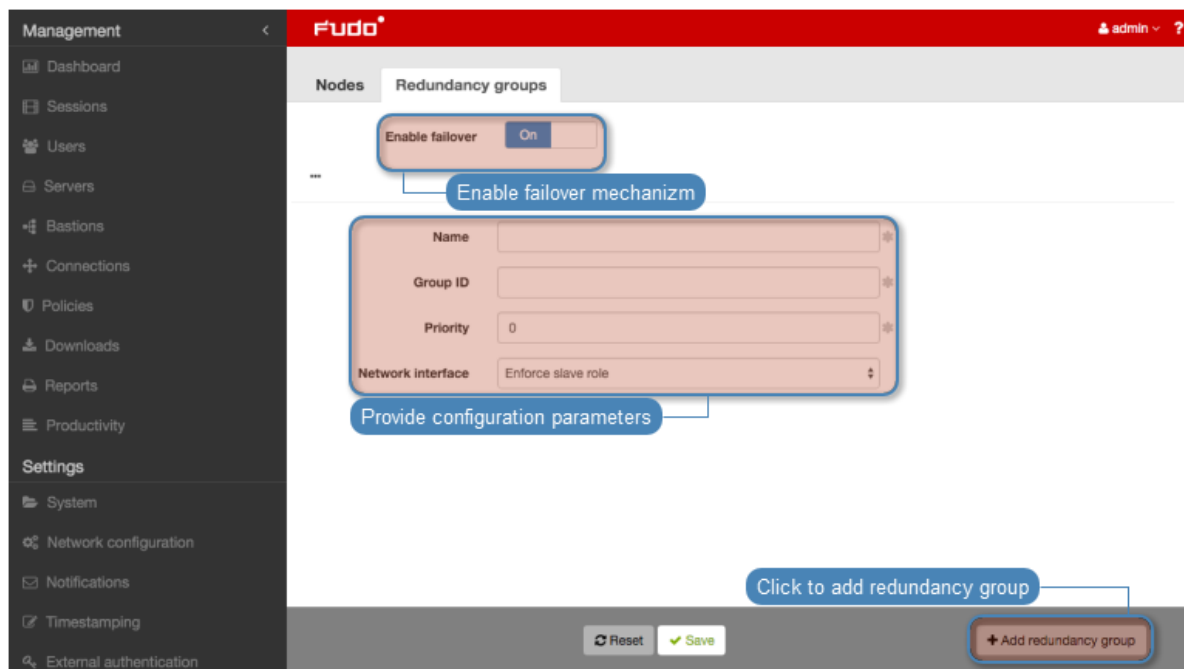 Management
Dashboard
Sessions
Users
Servers
Bastions
Connections
Policies
Downloads
Reports
Productivity
Settings
System
Network configuration
Notifications
Timestamping
External authentication
FUDO
admin ?
Nodes Redundancy groups
Enable failover On
...
Enable failover mechanizm
Name
Group ID
Priority 0
Network interface Enforce slave role
Provide configuration parameters
Click to add redundancy group
Reset Save + Add redundancy group